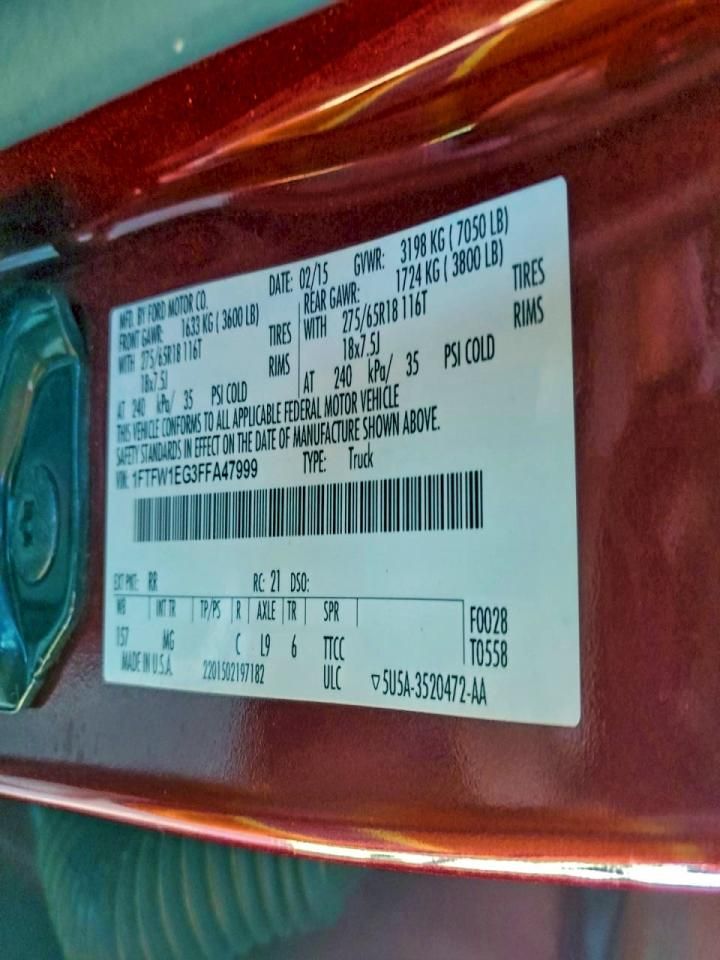 MFD. BY FORD MOTOR CO. DATE: 02/15 GVWR: 3198 KG ( 7050 LB)
FRONT GAWR: 1633 KG ( 3600 LB) REAR GAWR: 1724 KG ( 3800 LB)
WITH 275/65R18 116T TIRES WITH 275/65R18 116T TIRES
18x7.5J RIMS 18x7.5J RIMS
AT 240 kPa/ 35 PSI COLD AT 240 kPa/ 35 PSI COLD
THIS VEHICLE CONFORMS TO ALL APPLICABLE FEDERAL MOTOR VEHICLE
SAFETY STANDARDS IN EFFECT ON THE DATE OF MANUFACTURE SHOWN ABOVE.
VIN: 1FTFW1EG3FFA47999 TYPE: Truck
EXT PNT: RR RC: 21 DSO:
WB INT TR TP/PS R AXLE TR SPR F0028
157 MG C L9 6 TTCC T0558
MADE IN U.S.A. 2201502197182 ULC ▽5U5A-3520472-AA